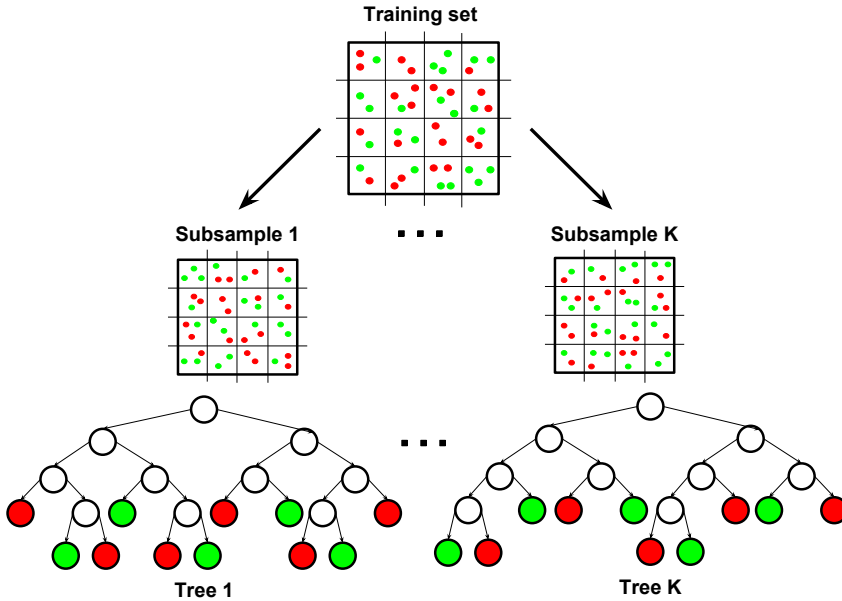 Training set
Subsample 1
. . .
Subsample K
. . .
Tree 1
Tree K